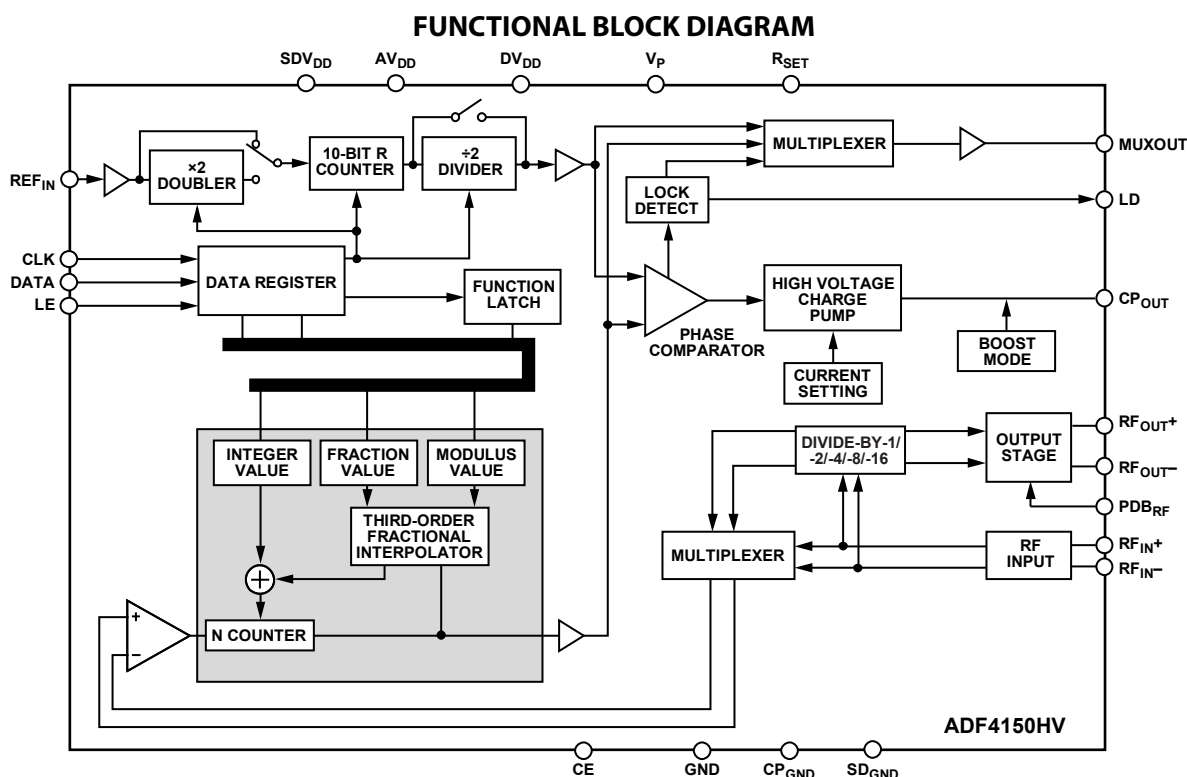 FUNCTIONAL BLOCK DIAGRAM
SDVDD
AVDD
DVDD
VP
RSET
×2
DOUBLER
10-BIT R
COUNTER
÷2
DIVIDER
MULTIPLEXER
MUXOUT
REFIN
LOCK
DETECT
LD
CLK
DATA
LE
DATA REGISTER
FUNCTION
LATCH
PHASE
COMPARATOR
HIGH VOLTAGE
CHARGE
PUMP
CPOUT
CURRENT
SETTING
BOOST
MODE
INTEGER
VALUE
FRACTION
VALUE
MODULUS
VALUE
THIRD-ORDER
FRACTIONAL
INTERPOLATOR
+
N COUNTER
+
−
DIVIDE-BY-1/
-2/-4/-8/-16
OUTPUT
STAGE
RFOUT+
RFOUT−
PDBRF
MULTIPLEXER
RF
INPUT
RFIN+
RFIN−
ADF4150HV
CE
GND
CPGND
SDGND